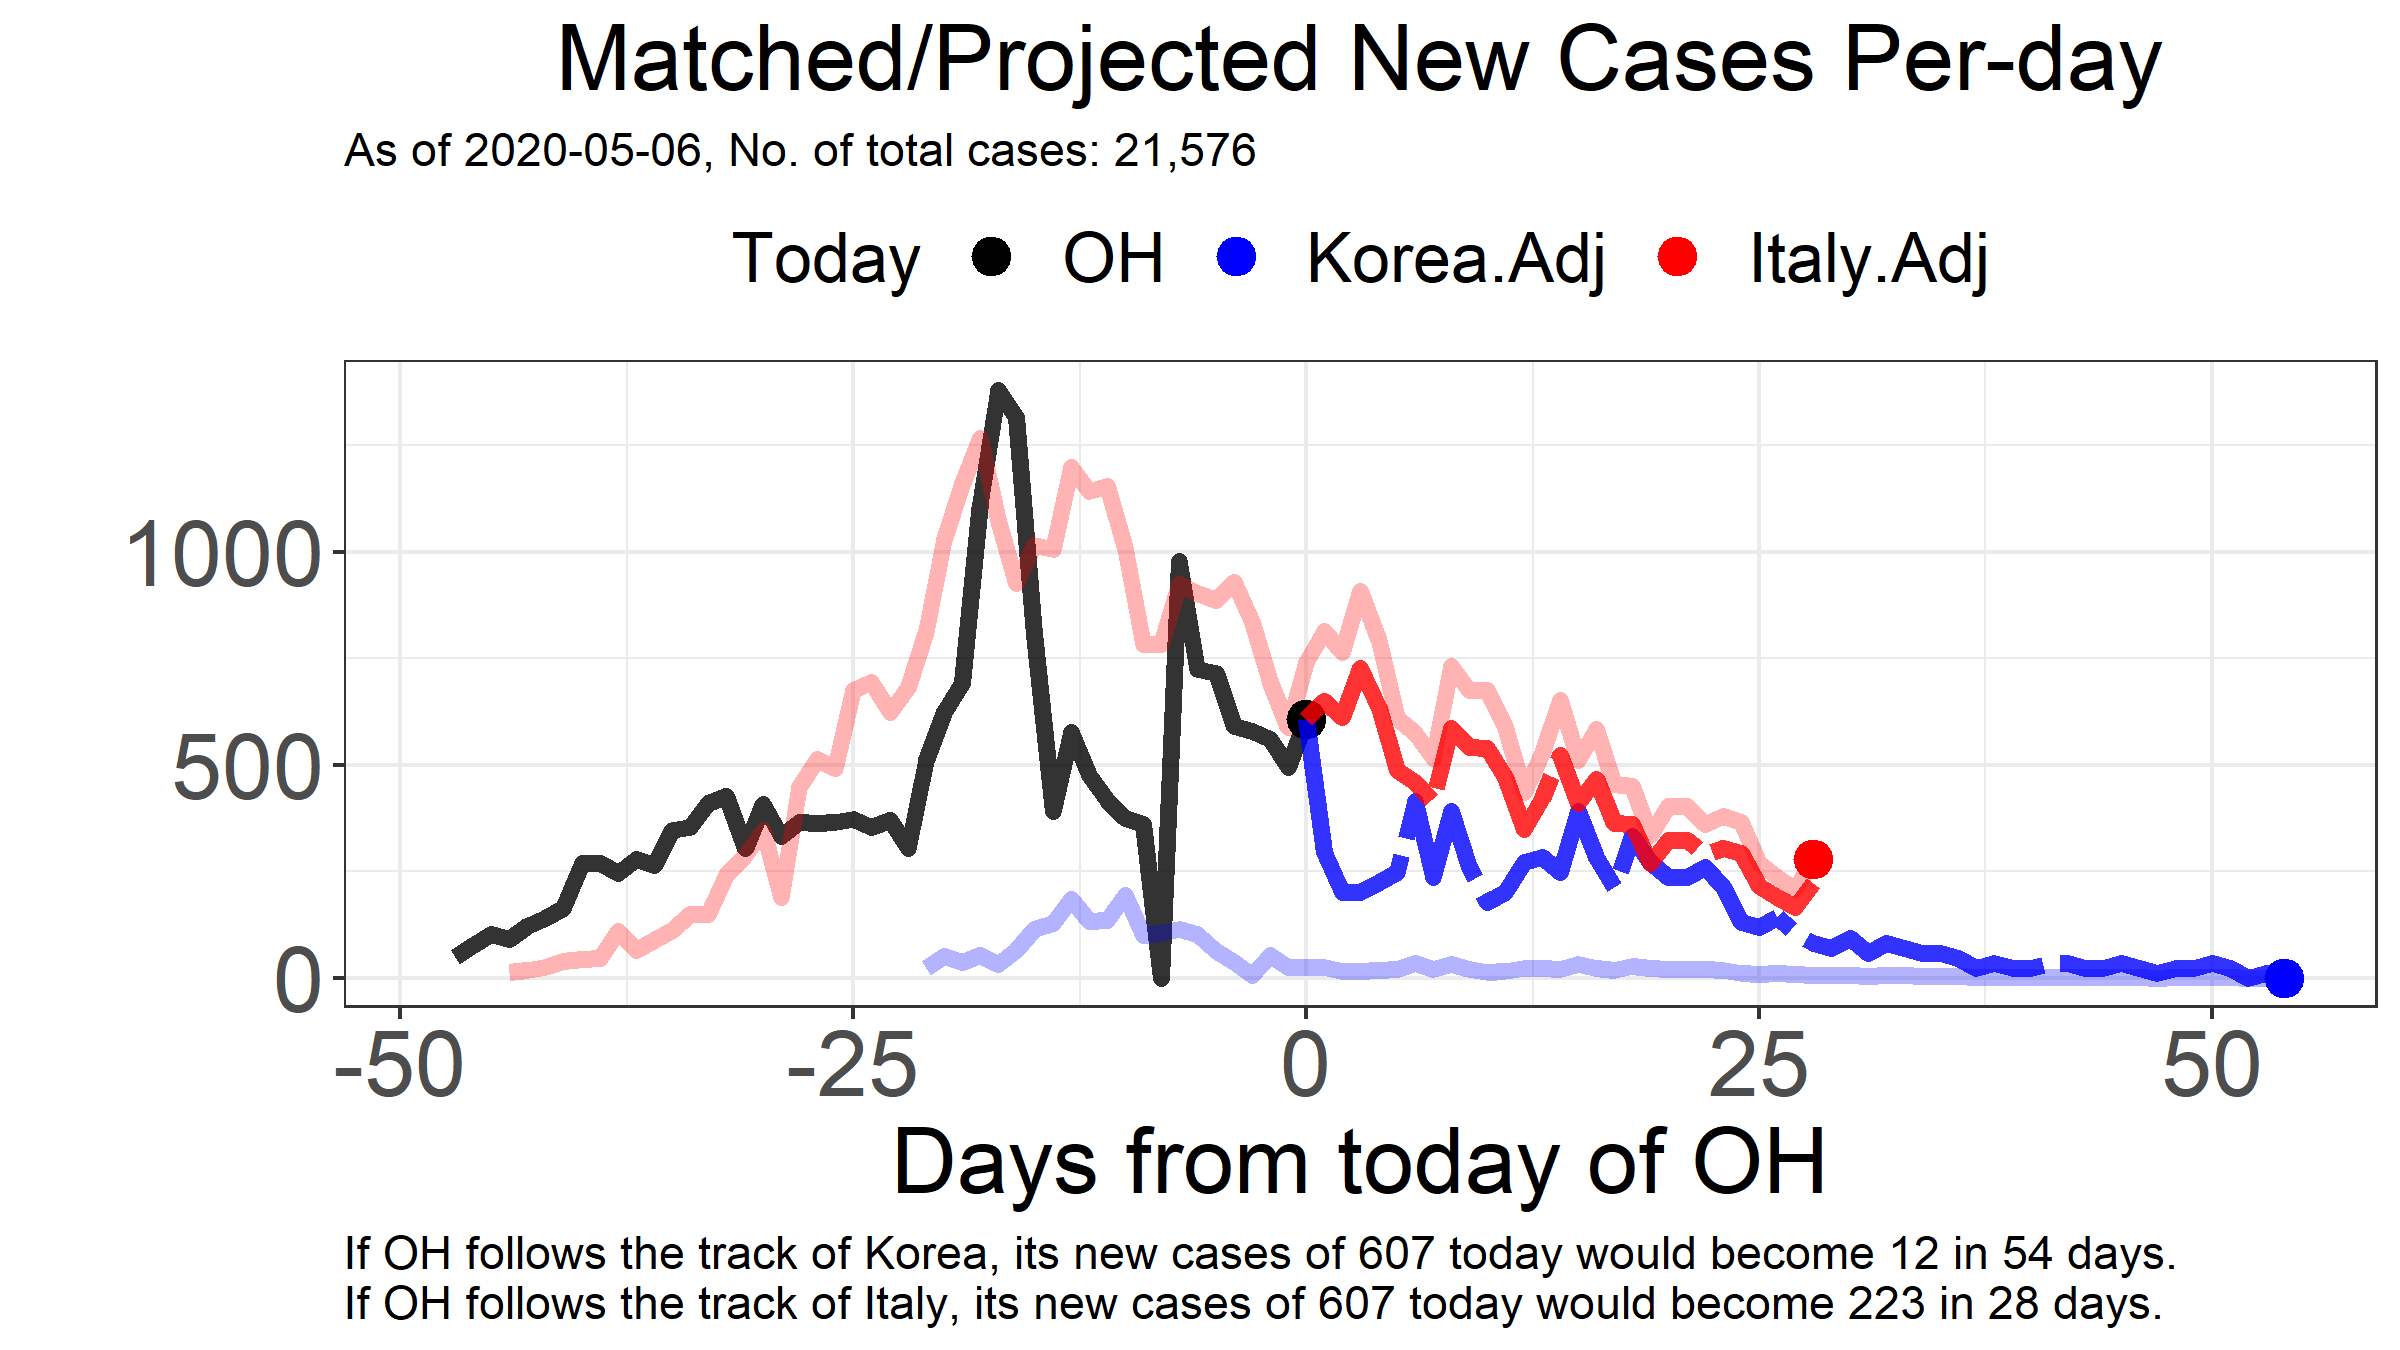 Matched/Projected New Cases Per-day
As of 2020-05-06, No. of total cases: 21,576
Today OH Korea.Adj Italy.Adj
1000
500
0
-50 -25 0 25 50
Days from today of OH
If OH follows the track of Korea, its new cases of 607 today would become 12 in 54 days.
If OH follows the track of Italy, its new cases of 607 today would become 223 in 28 days.